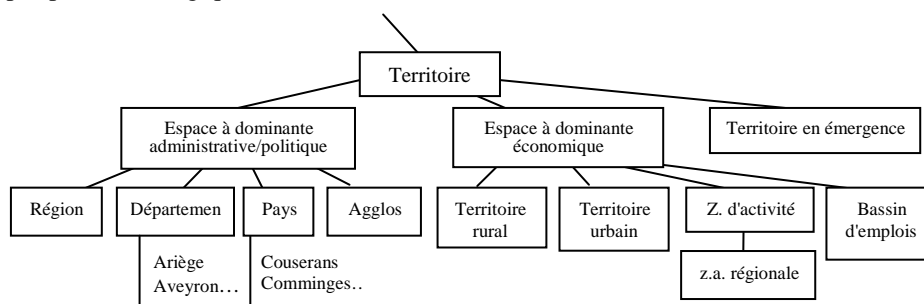 Territoire
Espace à dominante
administrative/politique
Espace à dominante
économique
Territoire en émergence
Région
Départemen
Pays
Agglos
Territoire
rural
Territoire
urbain
Z. d'activité
Bassin
d'emplois
Ariège
Aveyron…
Couserans
Comminges..
z.a. régionale